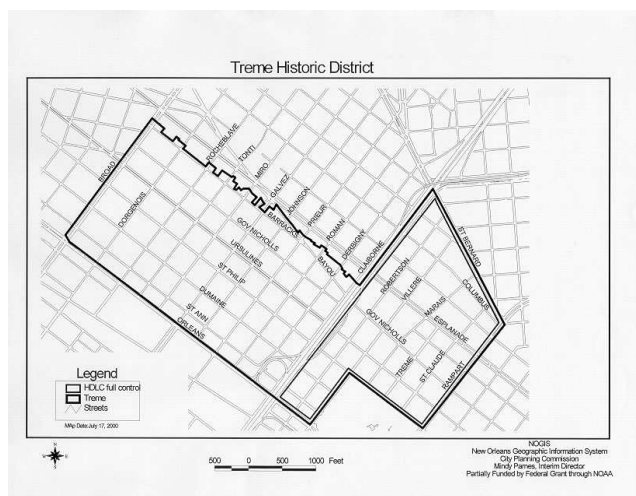 Treme Historic District
ROCHEBLAVE
TONTI
MIRO
GALVEZ
JOHNSON
PRIEUR
ROMAN
DERBIGNY
CLAIBORNE
BROAD
DORGENOIS
BARRACKS
GOV NICHOLLS
URSULINES
ST PHILIP
DUMAINE
ST ANN
ORLEANS
BAYOU
ST BERNARD
ROBERTSON
VILLERE
MARAIS
COLUMBUS
ESPLANADE
GOV NICHOLLS
TREME
ST CLAUDE
RAMPART
Legend
HDLC full control
Treme
Streets
MAp Date:July 17, 2000
N
500 0 500 1000 Feet
NOGIS
New Orleans Geographic Information System
City Planning Commission
Mindy Parnes, Interim Director
Partially Funded by Federal Grant through NOAA